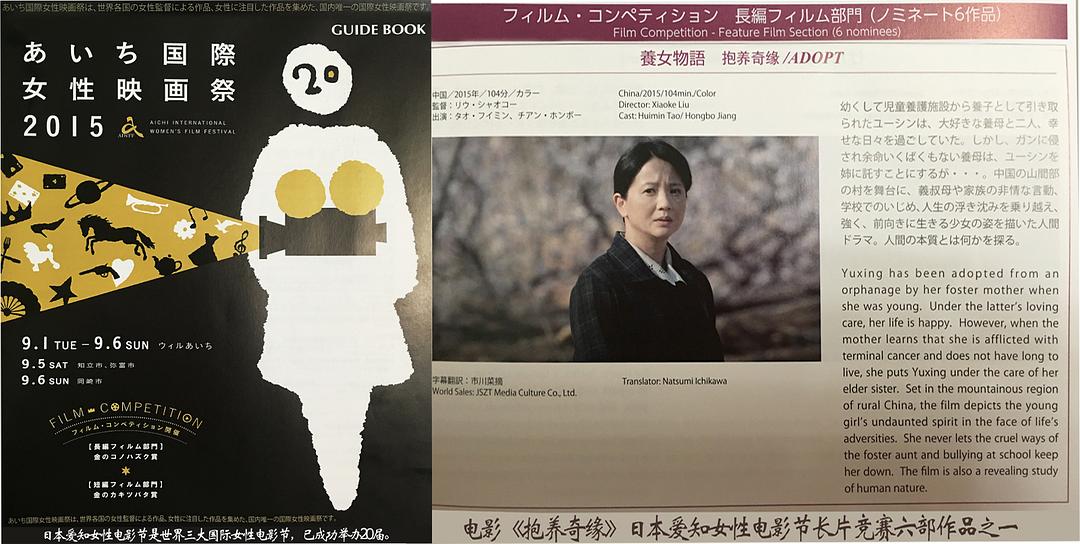 あいち国際女性映画祭は、世界各国の女性監督による作品、女性に注目した作品を集めた、国内唯一の国際女性映画祭です。
GUIDE BOOK
あいち国際
女性映画祭
2015
AICHI INTERNATIONAL
WOMEN'S FILM FESTIVAL
9.1 TUE – 9.6 SUN ウィルあいち
9.5 SAT 知立市、弥富市
9.6 SUN 岡崎市
FILM COMPETITION
フィルム・コンペティション開催
【長編フィルム部門】
金のコノハズク賞
【短編フィルム部門】
金のカキツバタ賞
あいち国際女性映画祭は、世界各国の女性監督による作品、女性に注目した作品を集めた、国内唯一の国際女性映画祭です。
日本爱知女性电影节是世界三大国际女性电影节，已成功举办20届。
フィルム・コンペティション 長編フィルム部門（ノミネート6作品）
Film Competition - Feature Film Section (6 nominees)
養女物語 抱养奇缘 /ADOPT
中国／2015年／104分／カラー
監督：リウ・シャオコー
出演：タオ・フイミン、チアン・ホンボー
China/2015/104min./Color
Director: Xiaoke Liu
Cast: Huimin Tao/ Hongbo Jiang
字幕翻訳：市川菜摘
World Sales: JSZT Media Culture Co., Ltd.
Translator: Natsumi Ichikawa
幼くして児童養護施設から養子として引き取
られたユーシンは、大好きな養母と二人、幸
せな日々を過ごしていた。しかし、ガンに侵
され余命いくばくもない養母は、ユーシンを
姉に託すことにするが・・・。中国の山間部
の村を舞台に、義叔母や家族の非情な言動、
学校でのいじめ、人生の浮き沈みを乗り越え、
強く、前向きに生きる少女の姿を描いた人間
ドラマ。人間の本質とは何かを探る。
Yuxing has been adopted from an
orphanage by her foster mother when
she was young. Under the latter's loving
care, her life is happy. However, when the
mother learns that she is afflicted with
terminal cancer and does not have long to
live, she puts Yuxing under the care of her
elder sister. Set in the mountainous region
of rural China, the film depicts the young
girl's undaunted spirit in the face of life's
adversities. She never lets the cruel ways of
the foster aunt and bullying at school keep
her down. The film is also a revealing study
of human nature.
电影《抱养奇缘》日本爱知女性电影节长片竞赛六部作品之一